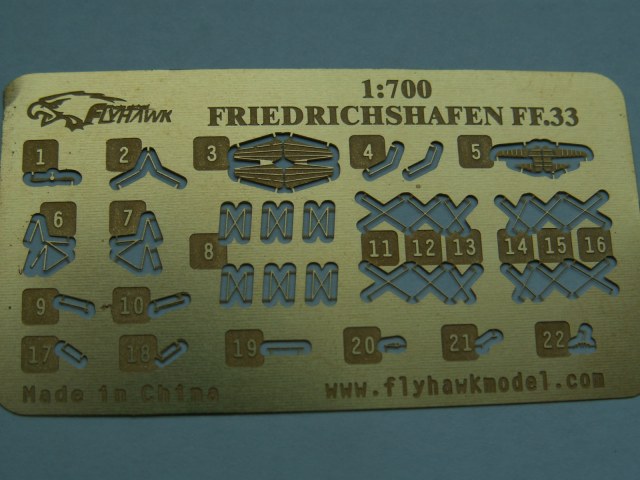 1:700
FLYHAWK FRIEDRICHSHAFEN FF.33
1 2 3 4 5
6 7 8 11 12 13 14 15 16
9 10
17 18 19 20 21 22
Made in China www.flyhawkmodel.com